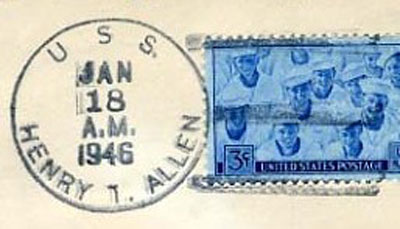 U.S.S.
JAN
18
A.M.
1946
HENRY T. ALLEN
3¢
UNITED STATES POSTAGE